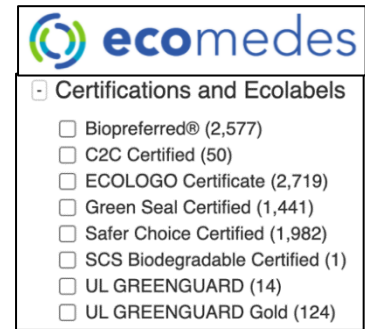 ecomedes
- Certifications and Ecolabels
Biopreferred® (2,577)
C2C Certified (50)
ECOLOGO Certificate (2,719)
Green Seal Certified (1,441)
Safer Choice Certified (1,982)
SCS Biodegradable Certified (1)
UL GREENGUARD (14)
UL GREENGUARD Gold (124)